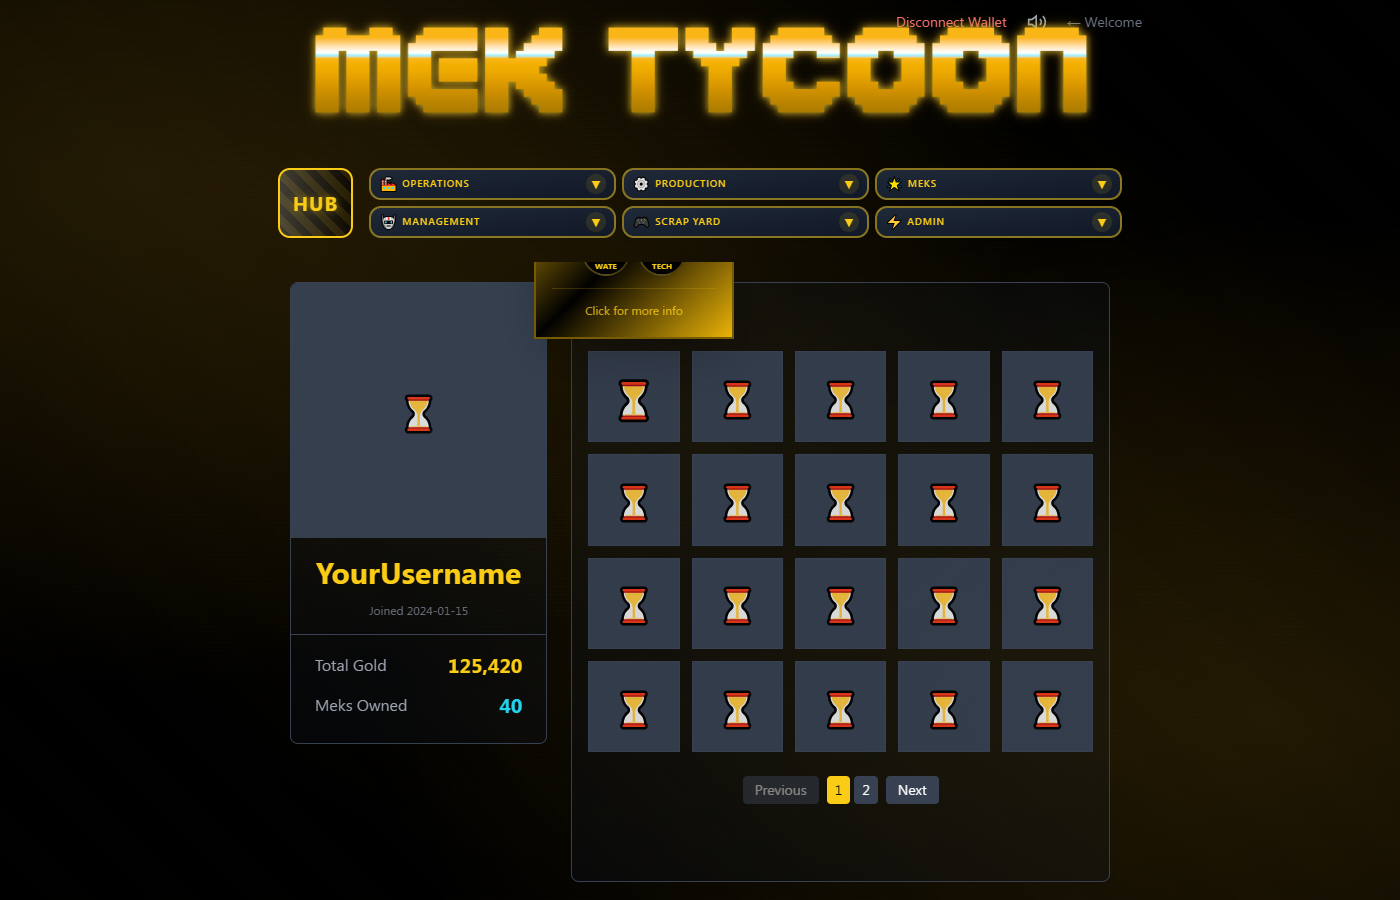 Disconnect Wallet
← Welcome
MEK TYCOON
HUB
OPERATIONS ▼
PRODUCTION ▼
MEKS ▼
MANAGEMENT ▼
SCRAP YARD ▼
ADMIN ▼
WATE
TECH
Click for more info
YourUsername
Joined 2024-01-15
Total Gold 125,420
Meks Owned 40
Previous 1 2 Next